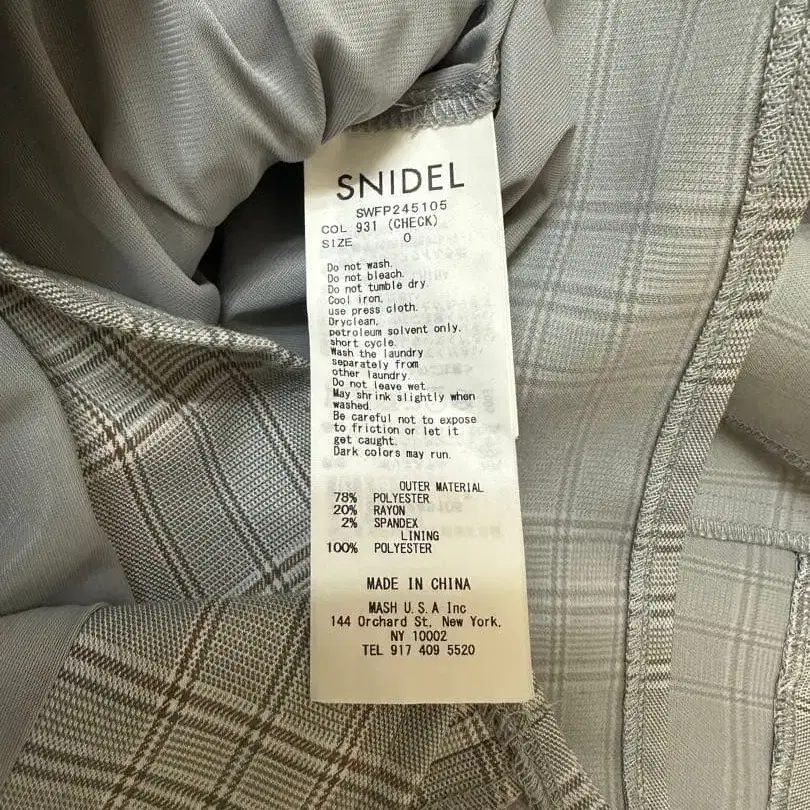 SNIDEL
SWFP245105
COL 931 (CHECK)
SIZE 0
Do not wash.
Do not bleach.
Do not tumble dry.
Cool iron,
use press cloth.
Dryclean,
petroleum solvent only.
short cycle.
Wash the laundry
separately from
other laundry.
Do not leave wet.
May shrink slightly when
washed.
Be careful not to expose
to friction or let it
get caught.
Dark colors may run.
OUTER MATERIAL
78% POLYESTER
20% RAYON
2% SPANDEX
LINING
100% POLYESTER
MADE IN CHINA
MASH U.S.A Inc
144 Orchard St. New York.
NY 10002
TEL 917 409 5520